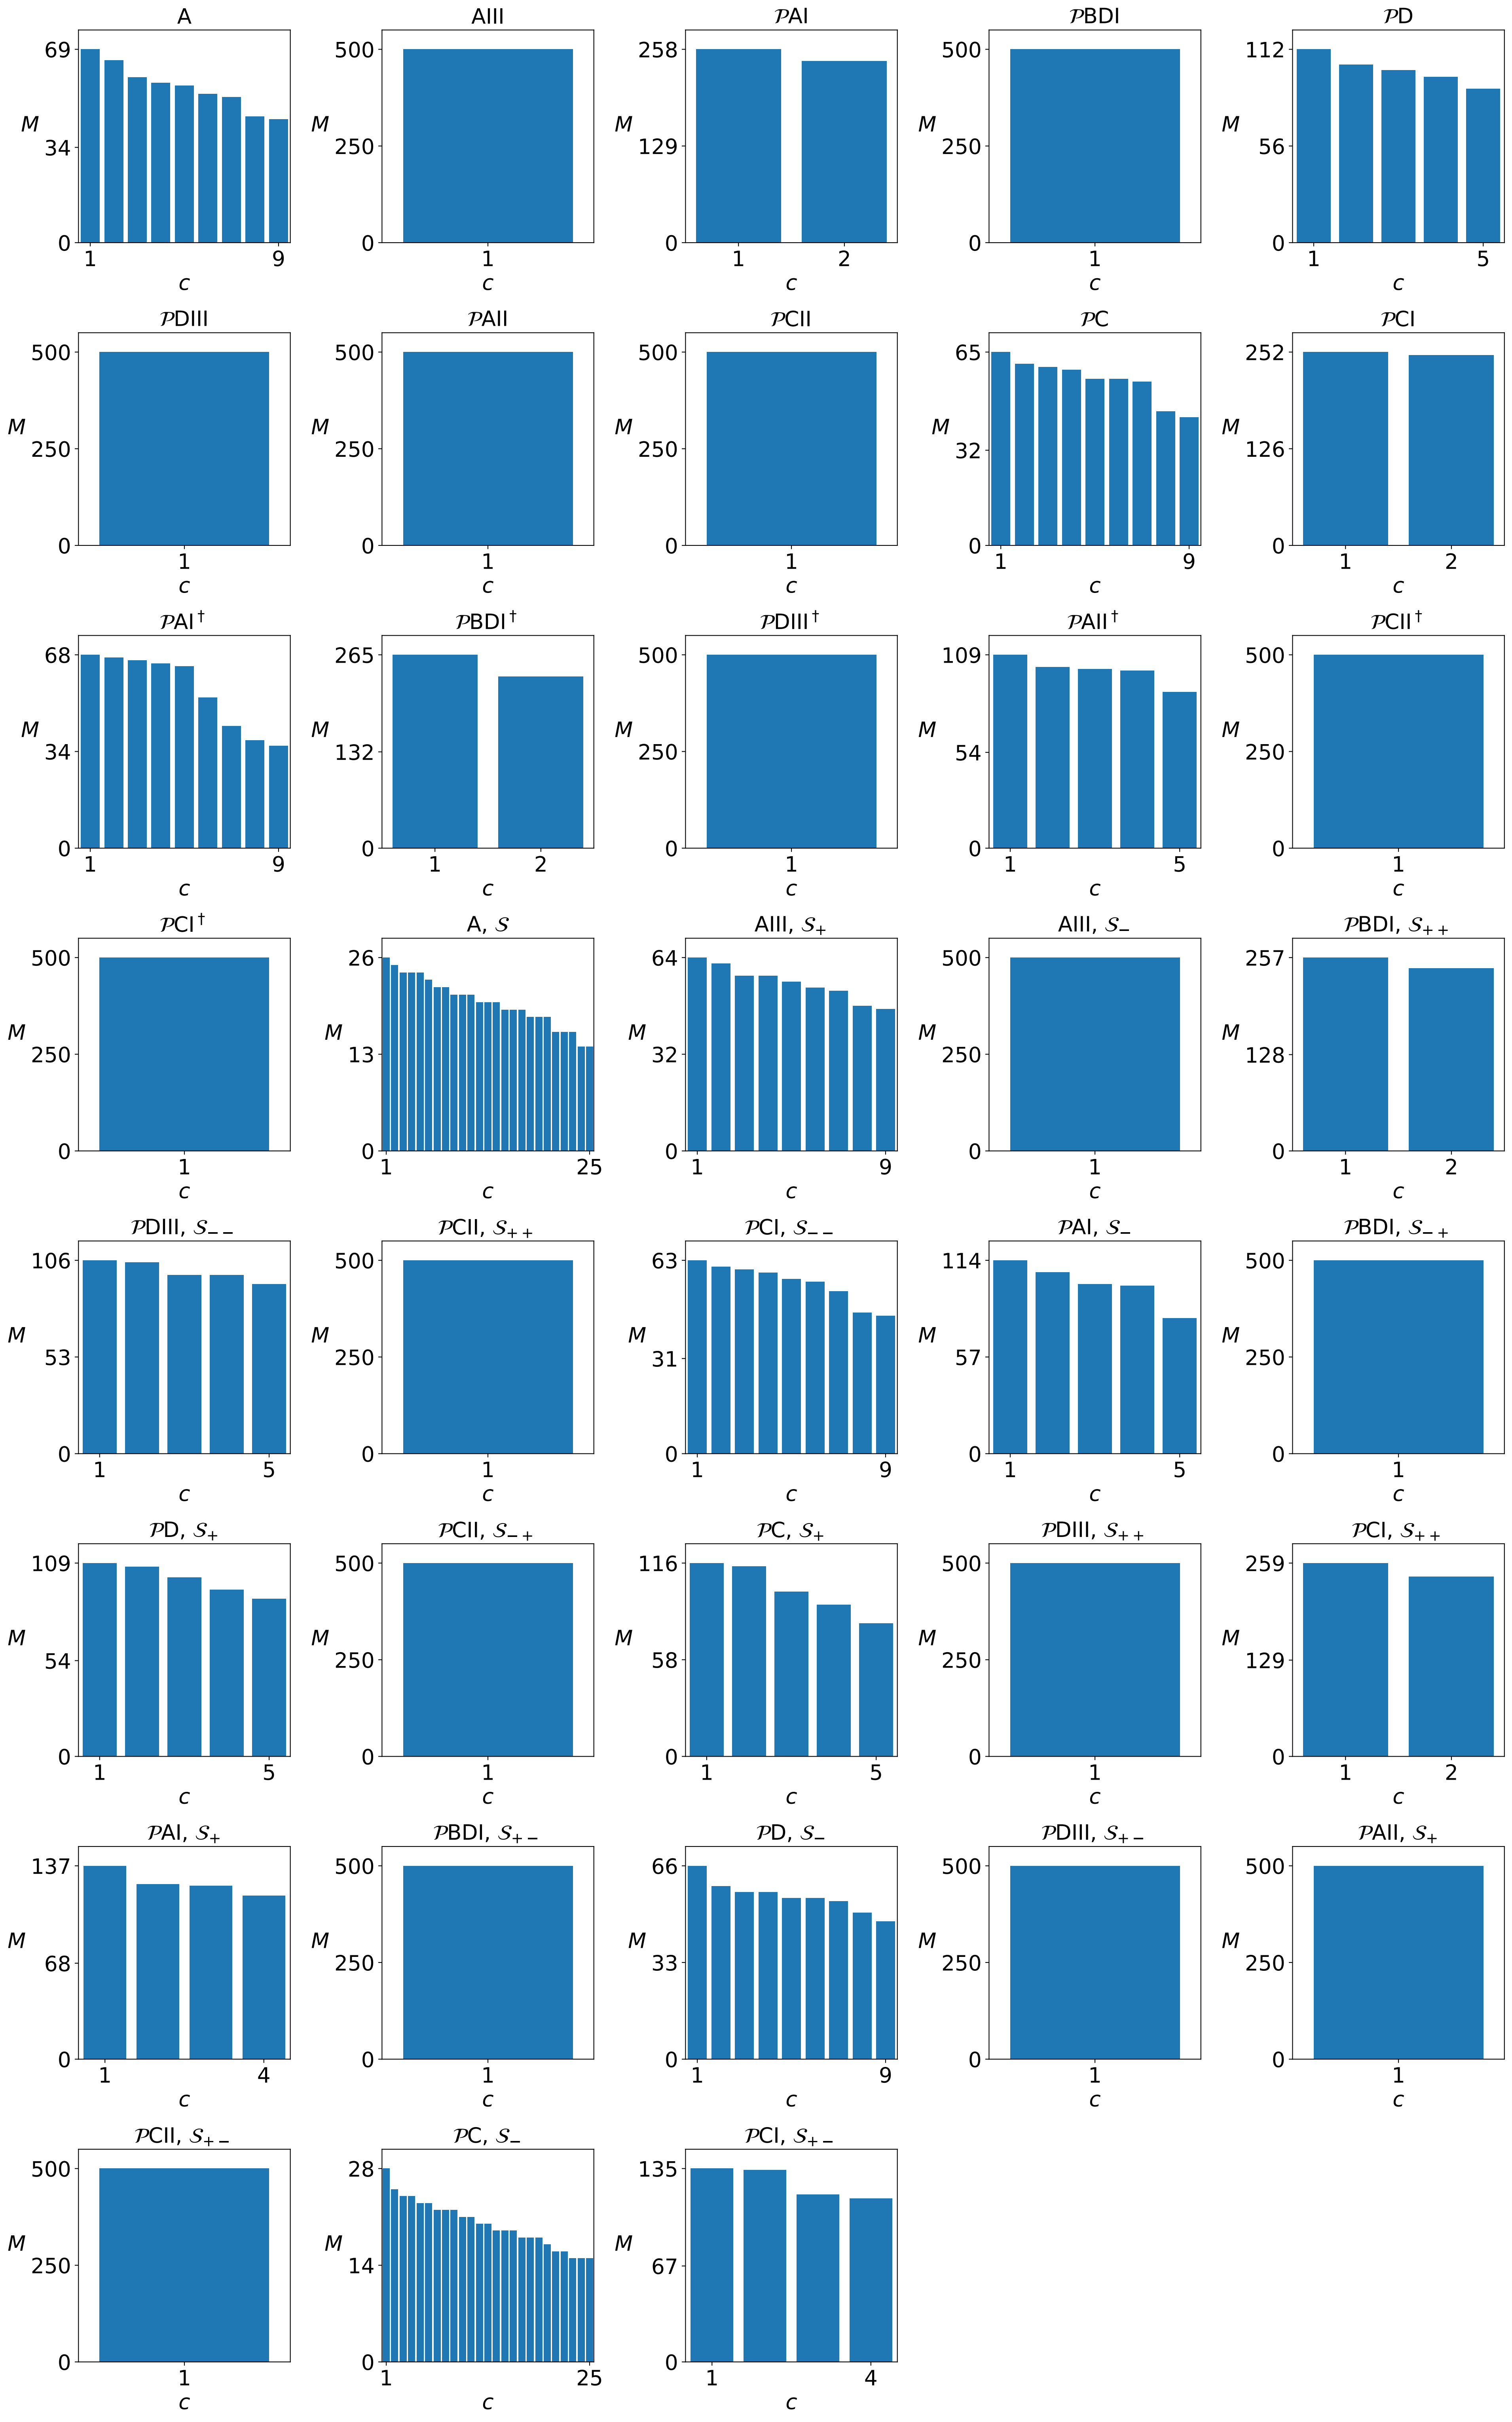 A
AIII
𝒫AI
𝒫BDI
𝒫D
69
34
0
M
1
9
c
500
250
0
M
1
c
258
129
0
M
1
2
c
500
250
0
M
1
c
112
56
0
M
1
5
c
𝒫DIII
𝒫AII
𝒫CII
𝒫C
𝒫CI
500
250
0
M
1
c
500
250
0
M
1
c
500
250
0
M
1
c
65
32
0
M
1
9
c
252
126
0
M
1
2
c
𝒫AI†
𝒫BDI†
𝒫DIII†
𝒫AII†
𝒫CII†
68
34
0
M
1
9
c
265
132
0
M
1
2
c
500
250
0
M
1
c
109
54
0
M
1
5
c
500
250
0
M
1
c
𝒫CI†
A, 𝒮
AIII, 𝒮₊
AIII, 𝒮₋
𝒫BDI, 𝒮₊₊
500
250
0
M
1
c
26
13
0
M
1
25
c
64
32
0
M
1
9
c
500
250
0
M
1
c
257
128
0
M
1
2
c
𝒫DIII, 𝒮₋₋
𝒫CII, 𝒮₊₊
𝒫CI, 𝒮₋₋
𝒫AI, 𝒮₋
𝒫BDI, 𝒮₋₊
106
53
0
M
1
5
c
500
250
0
M
1
c
63
31
0
M
1
9
c
114
57
0
M
1
5
c
500
250
0
M
1
c
𝒫D, 𝒮₊
𝒫CII, 𝒮₋₊
𝒫C, 𝒮₊
𝒫DIII, 𝒮₊₊
𝒫CI, 𝒮₊₊
109
54
0
M
1
5
c
500
250
0
M
1
c
116
58
0
M
1
5
c
500
250
0
M
1
c
259
129
0
M
1
2
c
𝒫AI, 𝒮₊
𝒫BDI, 𝒮₊₋
𝒫D, 𝒮₋
𝒫DIII, 𝒮₊₋
𝒫AII, 𝒮₊
137
68
0
M
1
4
c
500
250
0
M
1
c
66
33
0
M
1
9
c
500
250
0
M
1
c
500
250
0
M
1
c
𝒫CII, 𝒮₊₋
𝒫C, 𝒮₋
𝒫CI, 𝒮₊₋
500
250
0
M
1
c
28
14
0
M
1
25
c
135
67
0
M
1
4
c